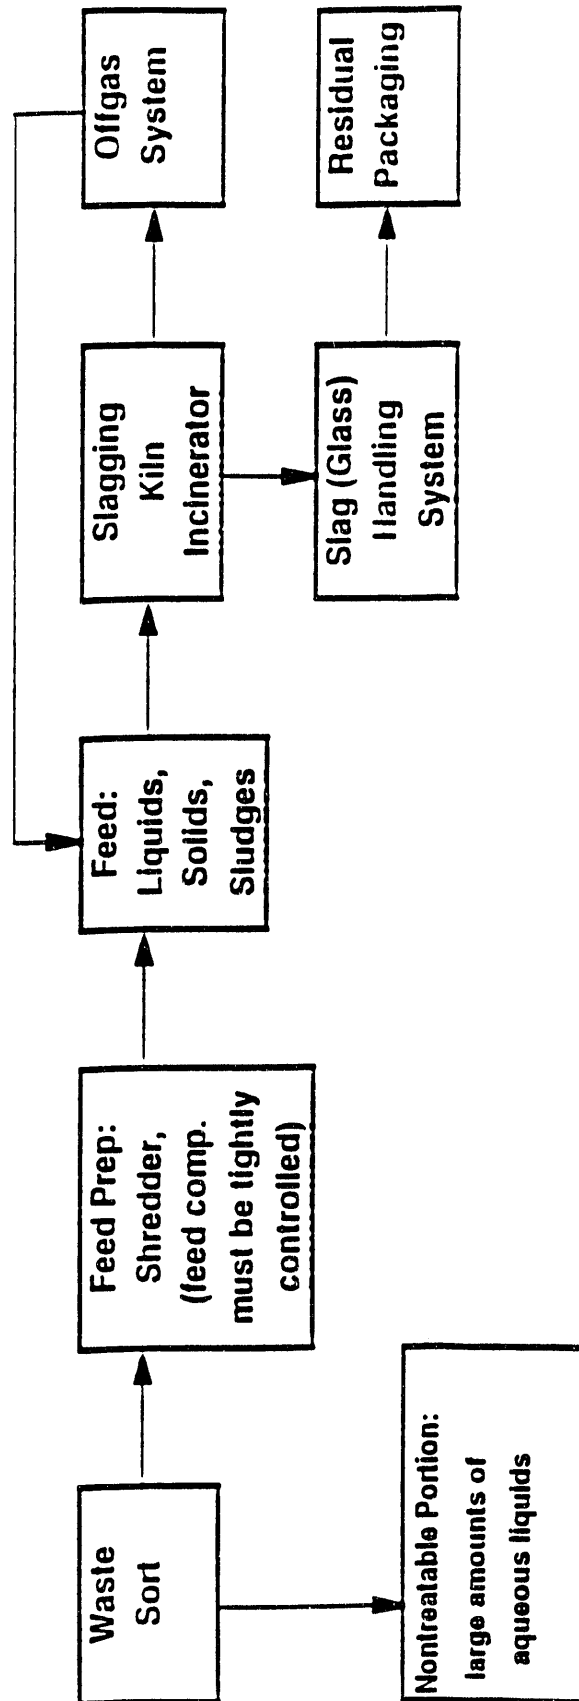 Waste
Sort
Nontreatable Portion:
large amounts of
aqueous liquids
Feed Prep:
Shredder,
(feed comp.
must be tightly
controlled)
Feed:
Liquids,
Solids,
Sludges
Slagging
Kiln
Incinerator
Offgas
System
Slag (Glass)
Handling
System
Residual
Packaging